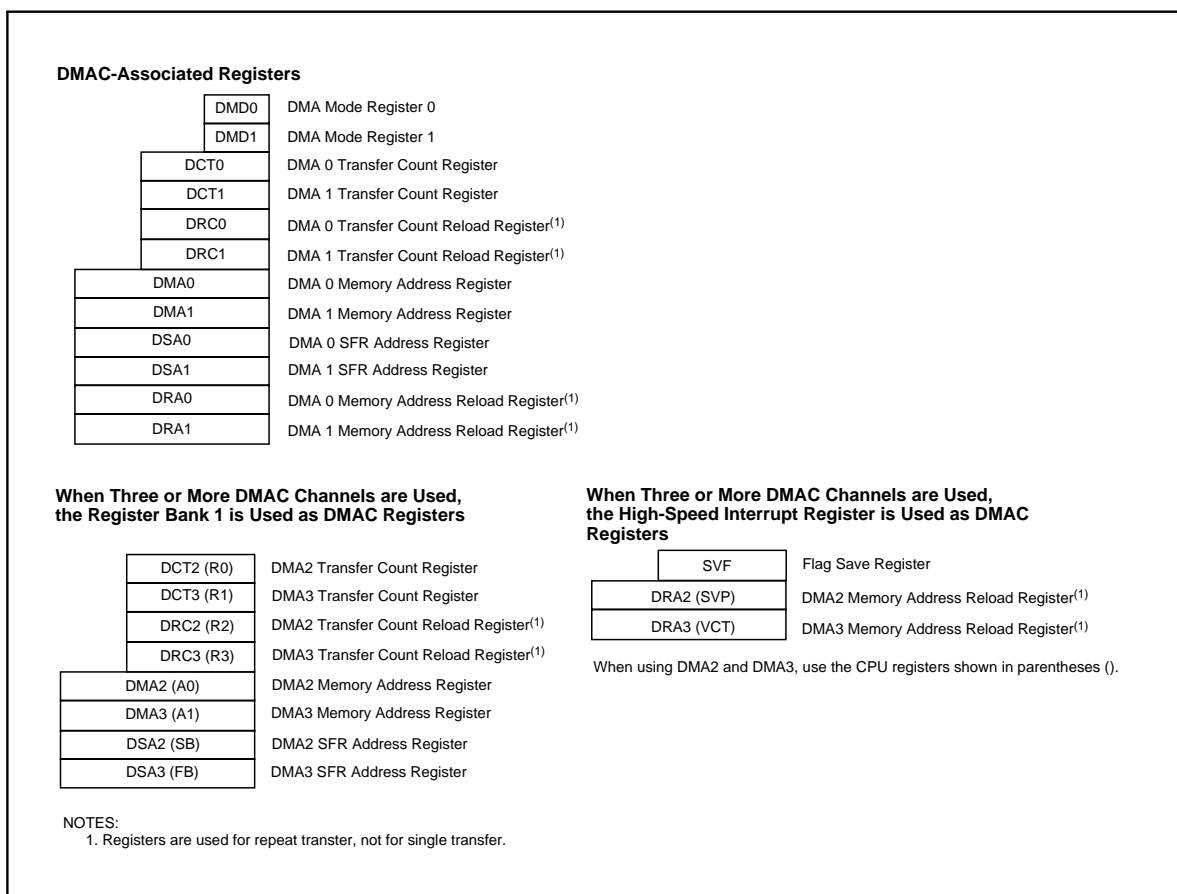 DMAC-Associated Registers
DMD0 DMA Mode Register 0
DMD1 DMA Mode Register 1
DCT0 DMA 0 Transfer Count Register
DCT1 DMA 1 Transfer Count Register
DRC0 DMA 0 Transfer Count Reload Register(1)
DRC1 DMA 1 Transfer Count Reload Register(1)
DMA0 DMA 0 Memory Address Register
DMA1 DMA 1 Memory Address Register
DSA0 DMA 0 SFR Address Register
DSA1 DMA 1 SFR Address Register
DRA0 DMA 0 Memory Address Reload Register(1)
DRA1 DMA 1 Memory Address Reload Register(1)
When Three or More DMAC Channels are Used,
the Register Bank 1 is Used as DMAC Registers
DCT2 (R0) DMA2 Transfer Count Register
DCT3 (R1) DMA3 Transfer Count Register
DRC2 (R2) DMA2 Transfer Count Reload Register(1)
DRC3 (R3) DMA3 Transfer Count Reload Register(1)
DMA2 (A0) DMA2 Memory Address Register
DMA3 (A1) DMA3 Memory Address Register
DSA2 (SB) DMA2 SFR Address Register
DSA3 (FB) DMA3 SFR Address Register
When Three or More DMAC Channels are Used,
the High-Speed Interrupt Register is Used as DMAC
Registers
SVF Flag Save Register
DRA2 (SVP) DMA2 Memory Address Reload Register(1)
DRA3 (VCT) DMA3 Memory Address Reload Register(1)
When using DMA2 and DMA3, use the CPU registers shown in parentheses ().
NOTES:
1. Registers are used for repeat transter, not for single transfer.